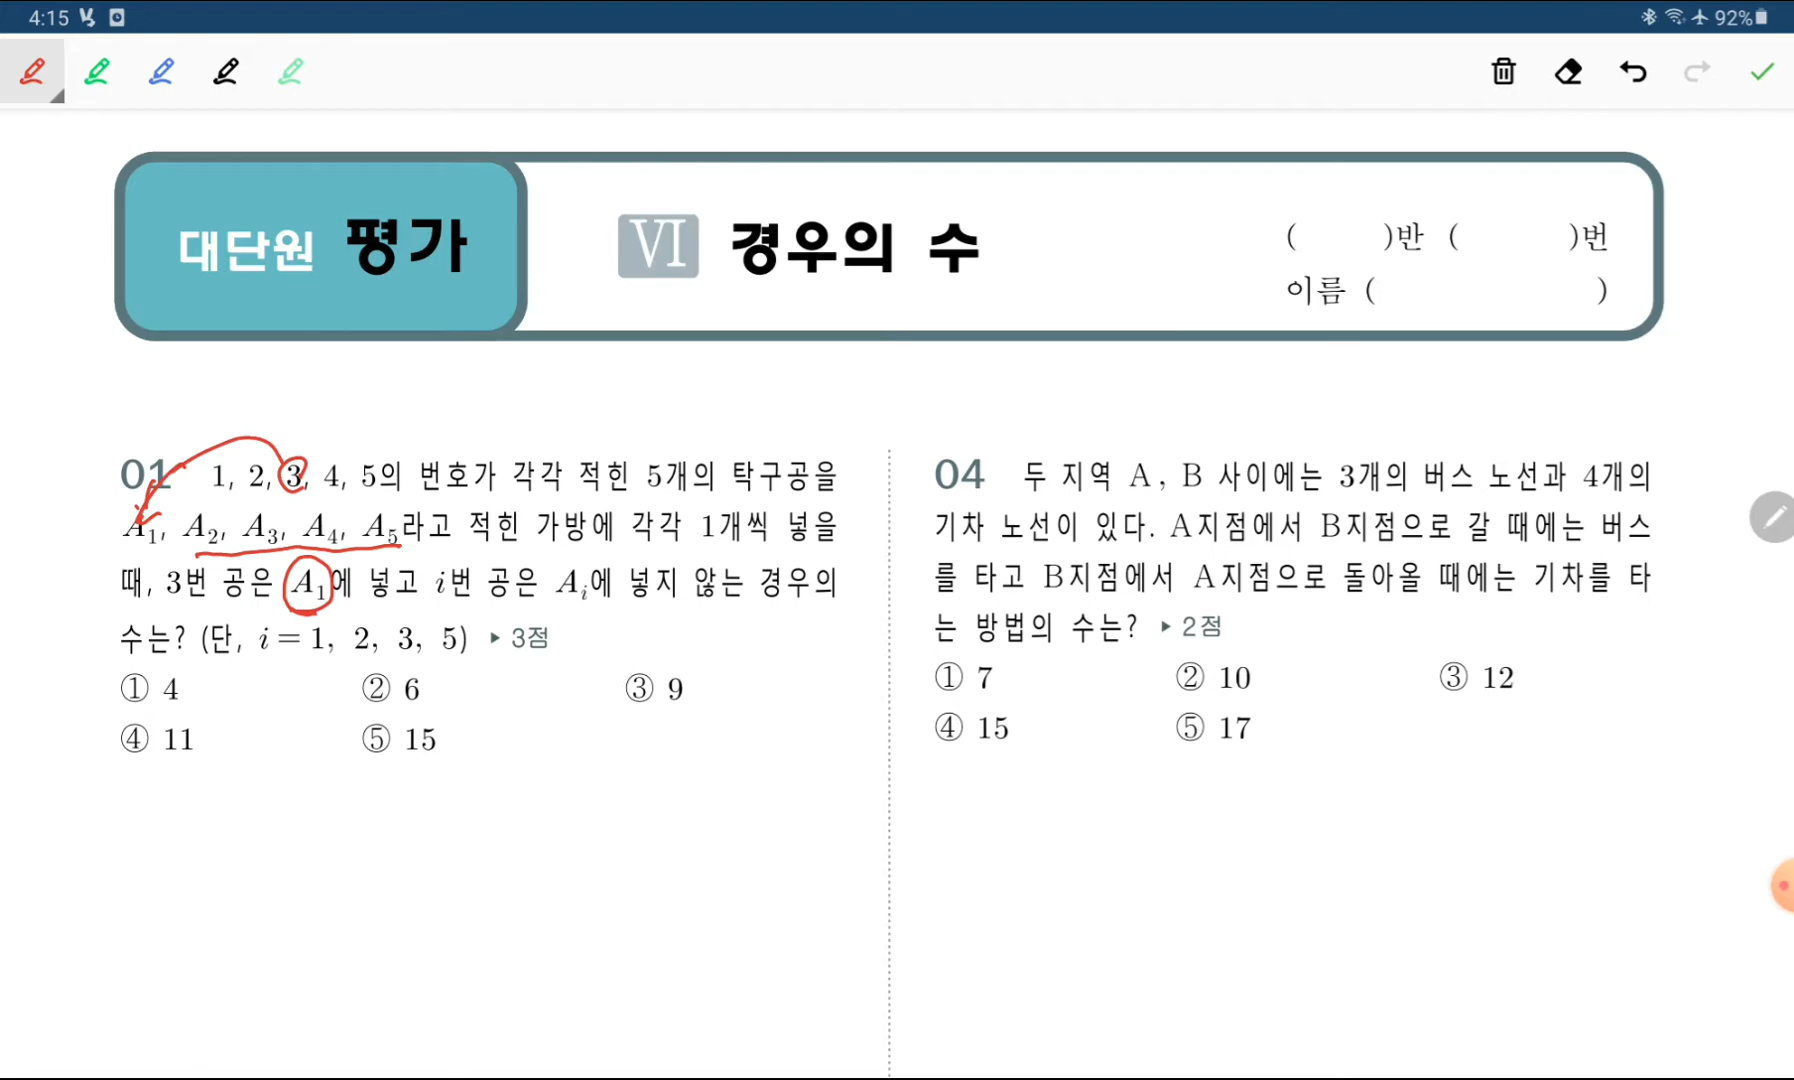 4:15
92%
대단원 평가
Ⅵ 경우의 수
( )반 ( )번
이름 ( )
01 1, 2, 3, 4, 5의 번호가 각각 적힌 5개의 탁구공을
A₁, A₂, A₃, A₄, A₅라고 적힌 가방에 각각 1개씩 넣을
때, 3번 공은 A₁에 넣고 i번 공은 Aᵢ에 넣지 않는 경우의
수는? (단, i = 1, 2, 3, 5) ▶ 3점
① 4 ② 6 ③ 9
④ 11 ⑤ 15
04 두 지역 A, B 사이에는 3개의 버스 노선과 4개의
기차 노선이 있다. A지점에서 B지점으로 갈 때에는 버스
를 타고 B지점에서 A지점으로 돌아올 때에는 기차를 타
는 방법의 수는? ▶ 2점
① 7 ② 10 ③ 12
④ 15 ⑤ 17